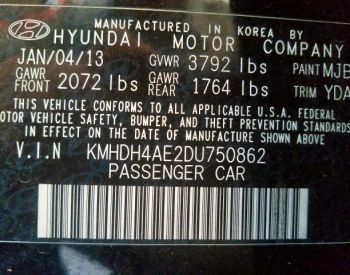 MANUFACTURED IN KOREA BY
HYUNDAI MOTOR COMPANY
JAN/04/13 GVWR 3792 lbs PAINT MJB
GAWR FRONT 2072 lbs GAWR REAR 1764 lbs TRIM YDA
THIS VEHICLE CONFORMS TO ALL APPLICABLE U.S.A. FEDERAL
MOTOR VEHICLE SAFETY, BUMPER, AND THEFT PREVENTION STANDARDS
IN EFFECT ON THE DATE OF MANUFACTURE SHOWN ABOVE
V.I.N KMHDH4AE2DU750862
PASSENGER CAR